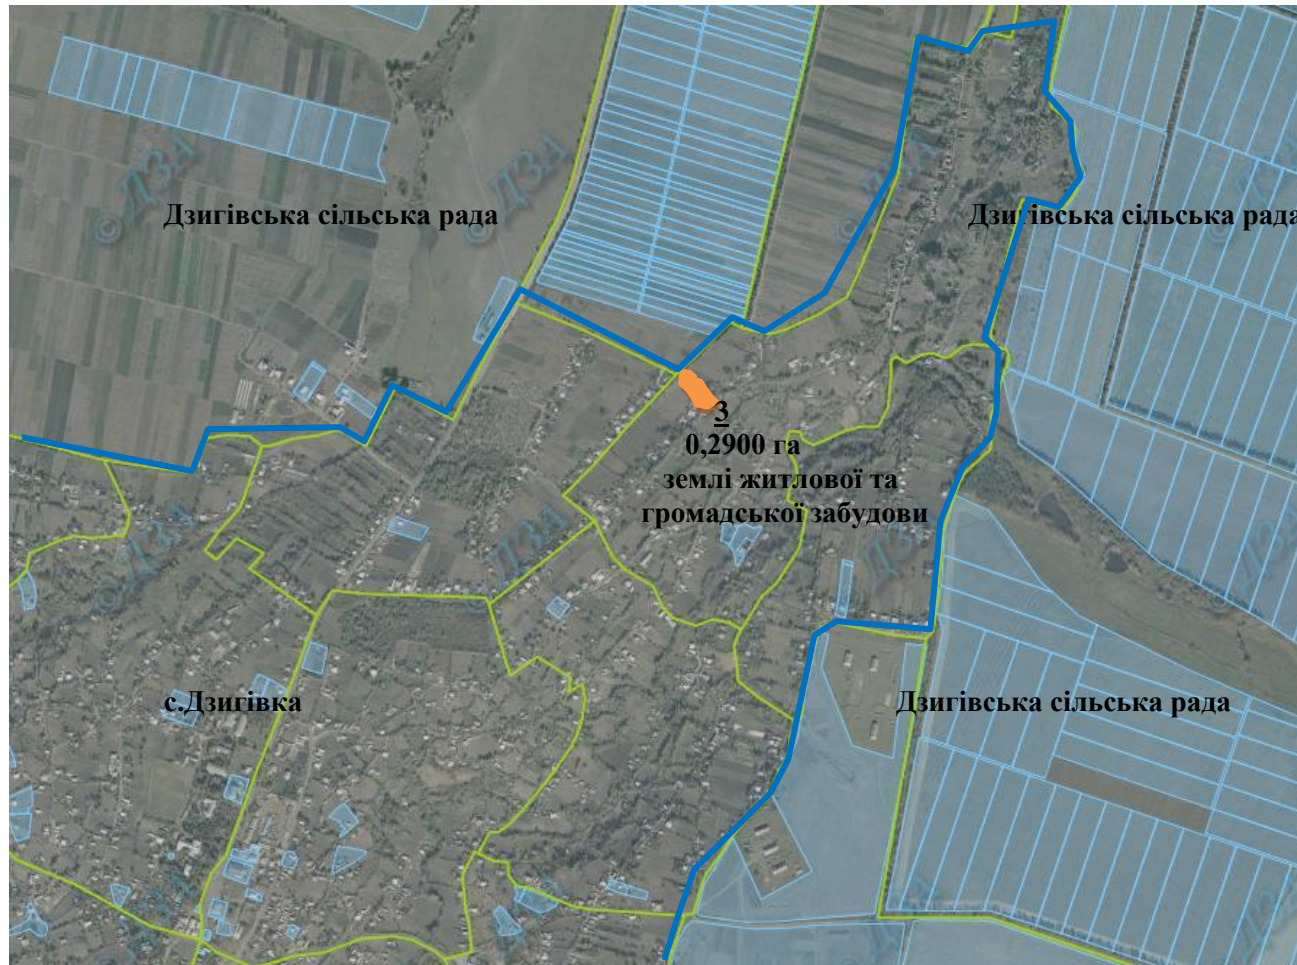 © ДЗА
Дзигівська сільська рада
Дзигівська сільська рада
3
0,2900 га
землі житлової та
громадської забудови
с.Дзигівка
Дзигівська сільська рада